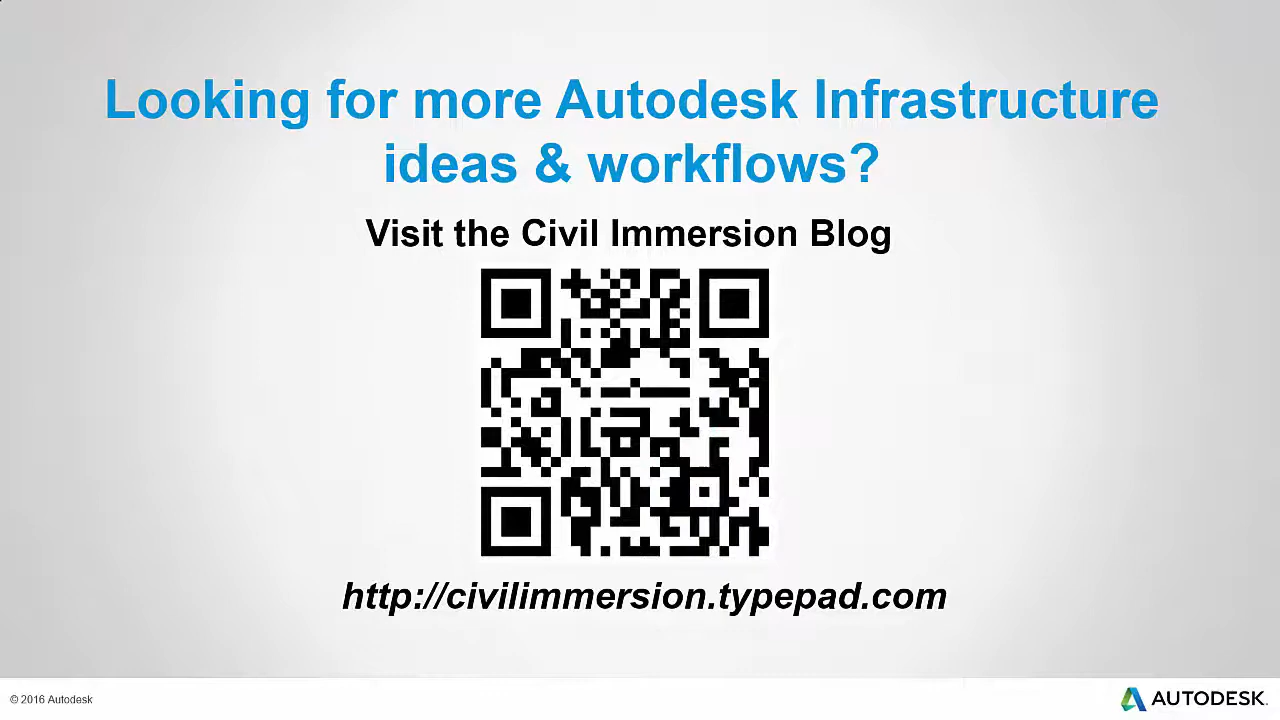 Looking for more Autodesk Infrastructure
ideas & workflows?
Visit the Civil Immersion Blog
http://civilimmersion.typepad.com
© 2016 Autodesk
AUTODESK.